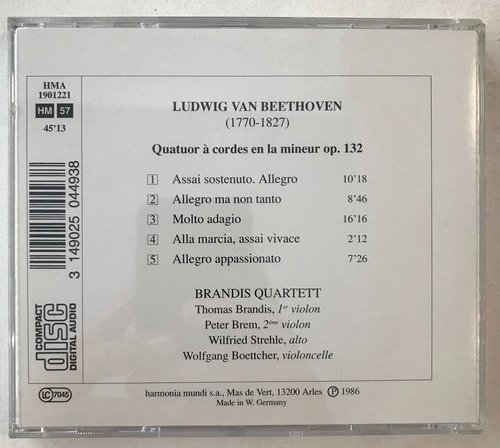 HMA
1901221
HM 57
45'13
LUDWIG VAN BEETHOVEN
(1770-1827)
Quatuor à cordes en la mineur op. 132
1 Assai sostenuto. Allegro 10'18
2 Allegro ma non tanto 8'46
3 Molto adagio 16'16
4 Alla marcia, assai vivace 2'12
5 Allegro appassionato 7'26
BRANDIS QUARTETT
Thomas Brandis, 1er violon
Peter Brem, 2ème violon
Wilfried Strehle, alto
Wolfgang Boettcher, violoncelle
3 149025 044938
COMPACT
disc
DIGITAL AUDIO
LC 7045
harmonia mundi s.a., Mas de Vert, 13200 Arles Ⓟ 1986
Made in W. Germany